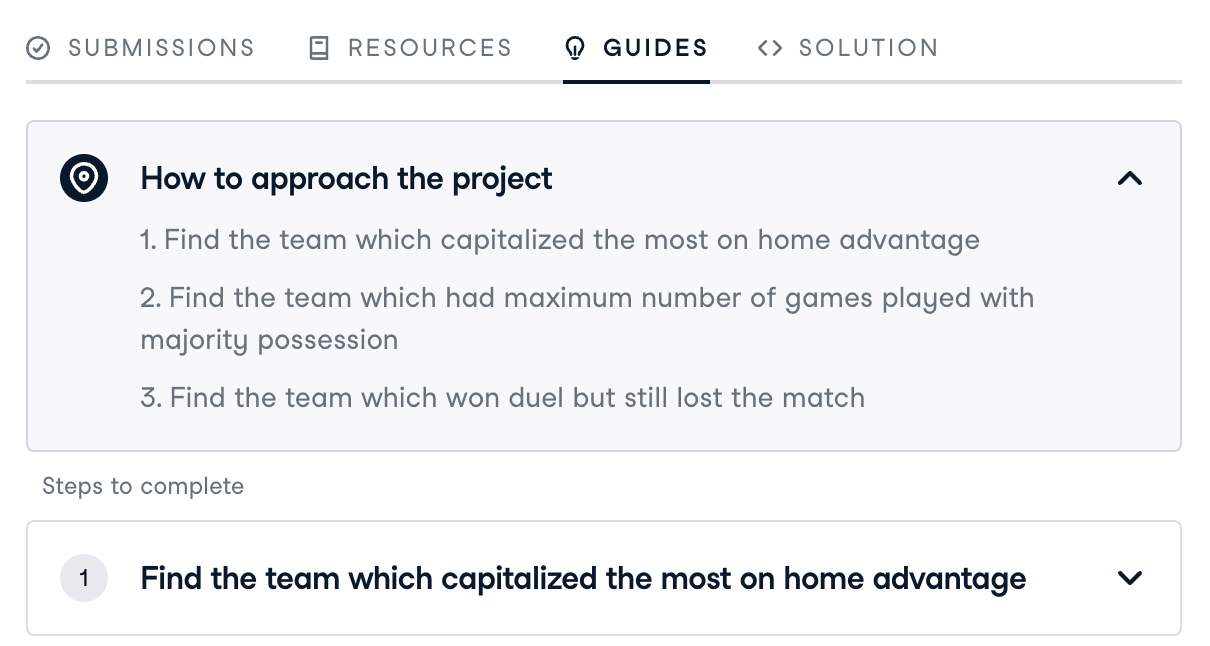 SUBMISSIONS RESOURCES GUIDES SOLUTION
How to approach the project
1. Find the team which capitalized the most on home advantage
2. Find the team which had maximum number of games played with
majority possession
3. Find the team which won duel but still lost the match
Steps to complete
1 Find the team which capitalized the most on home advantage